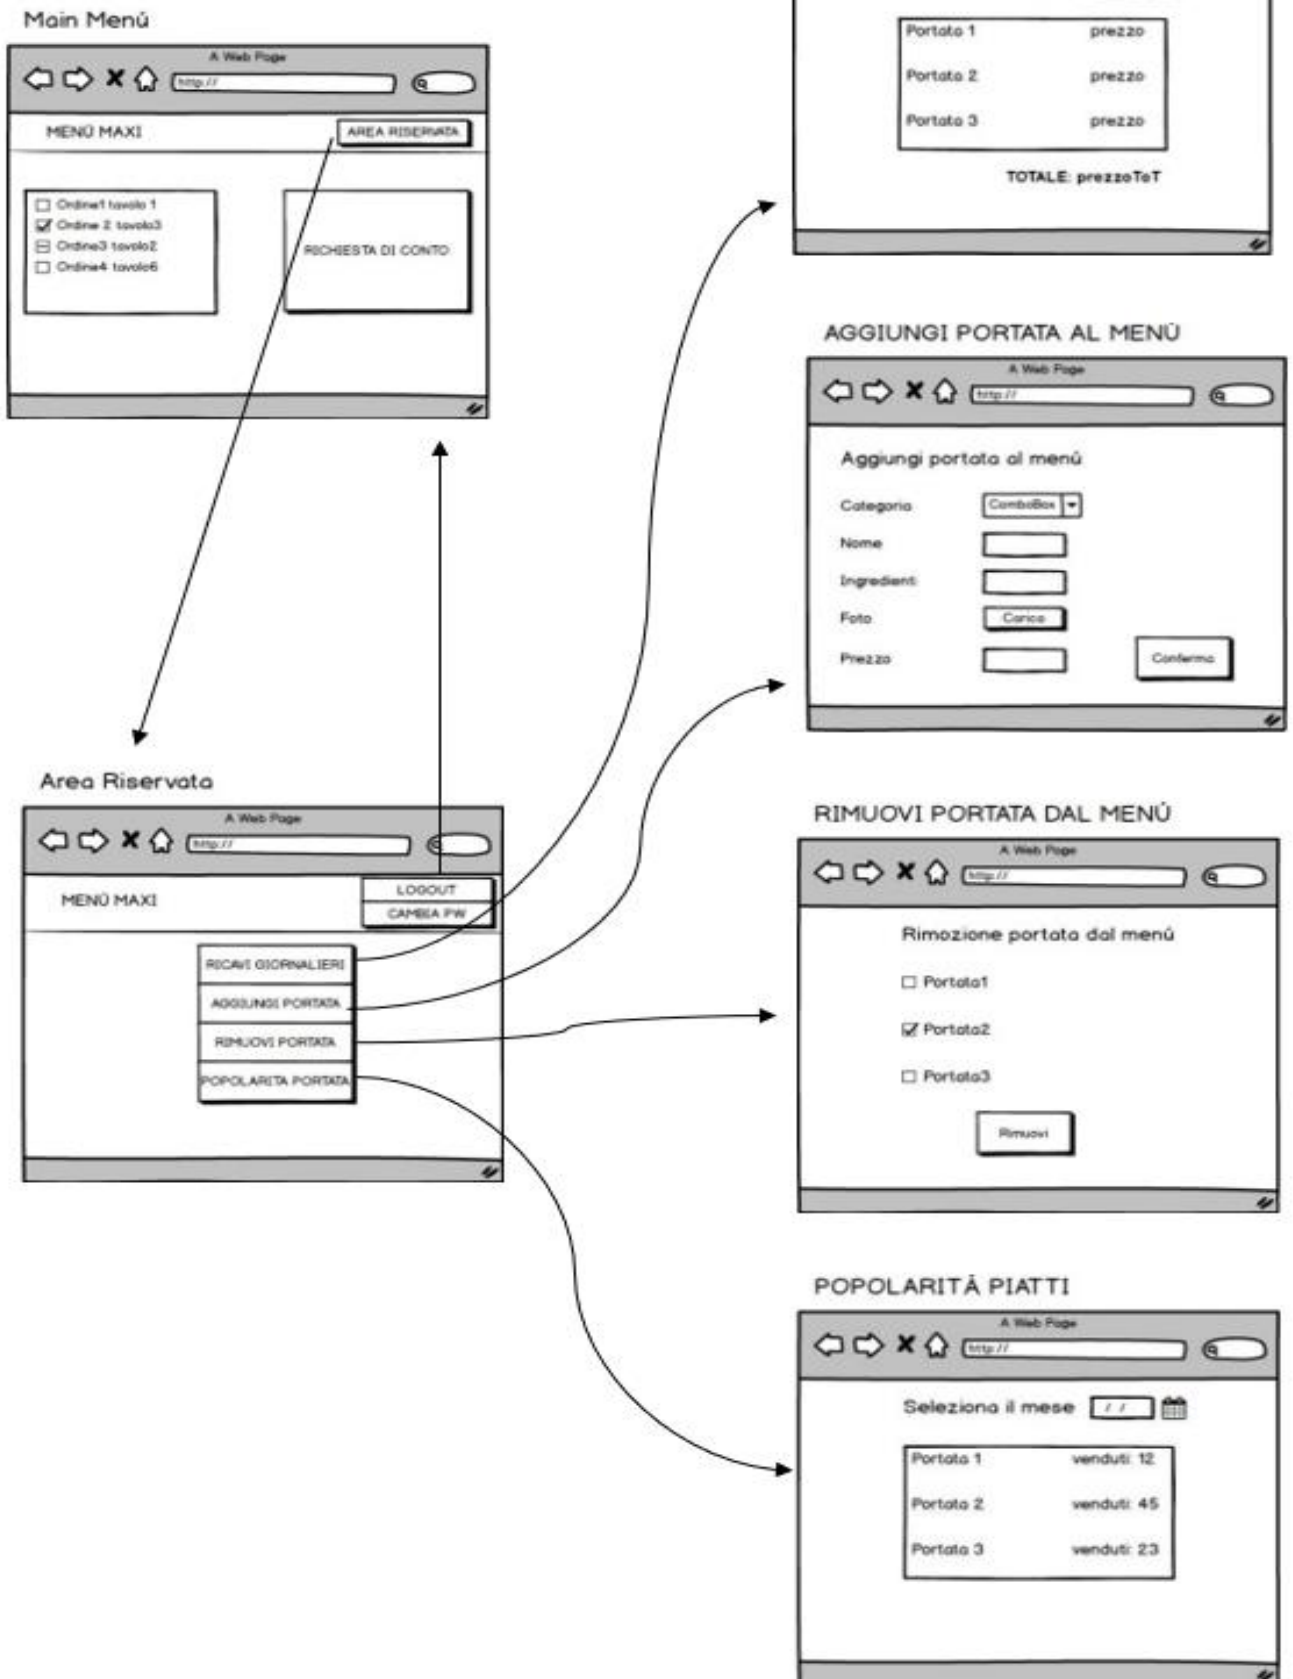 Main Menú
A Web Page
http://
MENÚ MAXI
AREA RISERVATA
Ordine1 tavolo 1
Ordine 2 tavolo3
Ordine3 tavolo2
Ordine4 tavolo6
RICHIESTA DI CONTO
Area Riservata
A Web Page
http://
MENÚ MAXI
LOGOUT
CAMBIA PW
RICAVI GIORNALIERI
AGGIUNGI PORTATA
RIMUOVI PORTATA
POPOLARITA PORTATA
Portata 1 prezzo
Portata 2 prezzo
Portata 3 prezzo
TOTALE: prezzoToT
AGGIUNGI PORTATA AL MENÚ
A Web Page
http://
Aggiungi portata al menú
Categoria ComboBox
Nome
Ingredienti
Foto Carica
Prezzo
Conferma
RIMUOVI PORTATA DAL MENÚ
A Web Page
http://
Rimozione portata dal menú
Portata1
Portata2
Portata3
Rimuovi
POPOLARITÁ PIATTI
A Web Page
http://
Seleziona il mese / /
Portata 1 venduti: 12
Portata 2 venduti: 45
Portata 3 venduti: 23